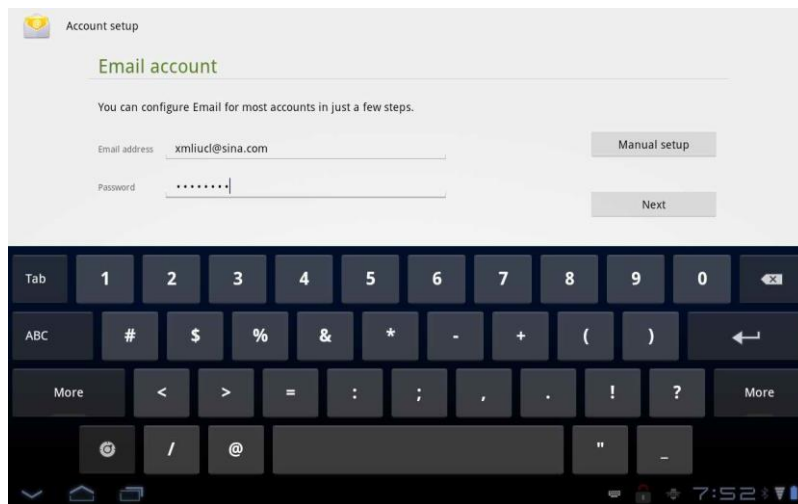 Account setup
Email account
You can configure Email for most accounts in just a few steps.
Email address xmliucl@sina.com Manual setup
Password ••••••••
Next
Tab 1 2 3 4 5 6 7 8 9 0
ABC # $ % & * - + ( )
More < > = : ; , . ! ? More
/ @ " _
7:52